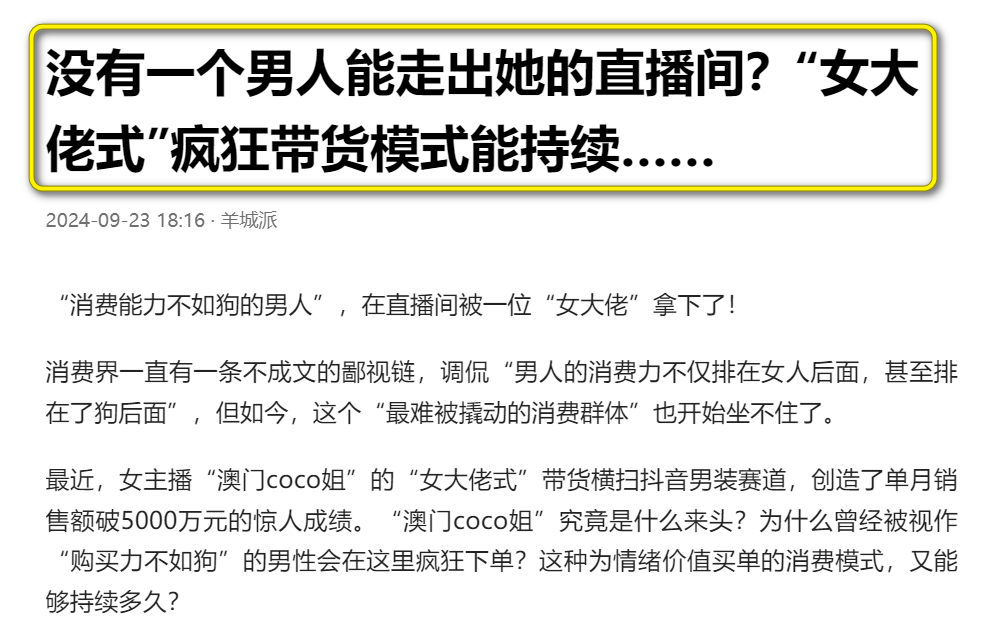 没有一个男人能走出她的直播间？“女大
佬式”疯狂带货模式能持续……
2024-09-23 18:16 · 羊城派
“消费能力不如狗的男人”，在直播间被一位“女大佬”拿下了！
消费界一直有一条不成文的鄙视链，调侃“男人的消费力不仅排在女人后面，甚至排
在了狗后面”，但如今，这个“最难被撬动的消费群体”也开始坐不住了。
最近，女主播“澳门coco姐”的“女大佬式”带货横扫抖音男装赛道，创造了单月销
售额破5000万元的惊人成绩。“澳门coco姐”究竟是什么来头？为什么曾经被视作
“购买力不如狗”的男性会在这里疯狂下单？这种为情绪价值买单的消费模式，又能
够持续多久？